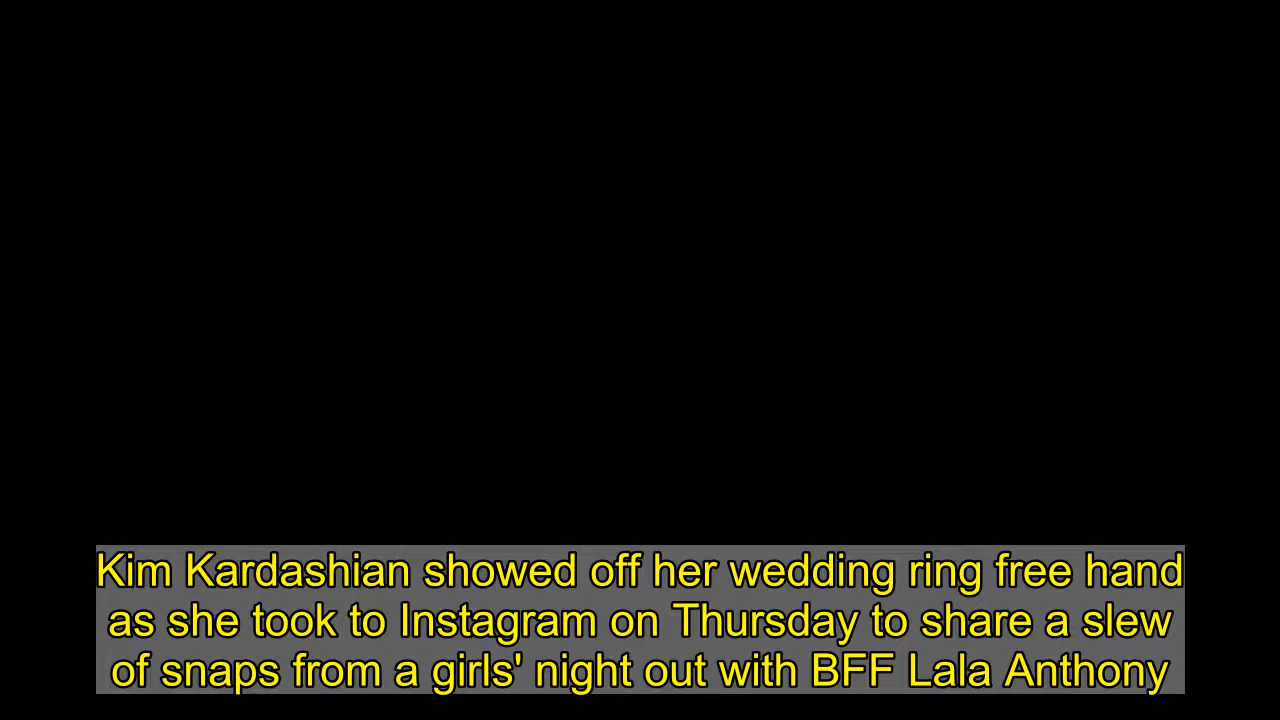 Kim Kardashian showed off her wedding ring free hand
as she took to Instagram on Thursday to share a slew
of snaps from a girls' night out with BFF Lala Anthony